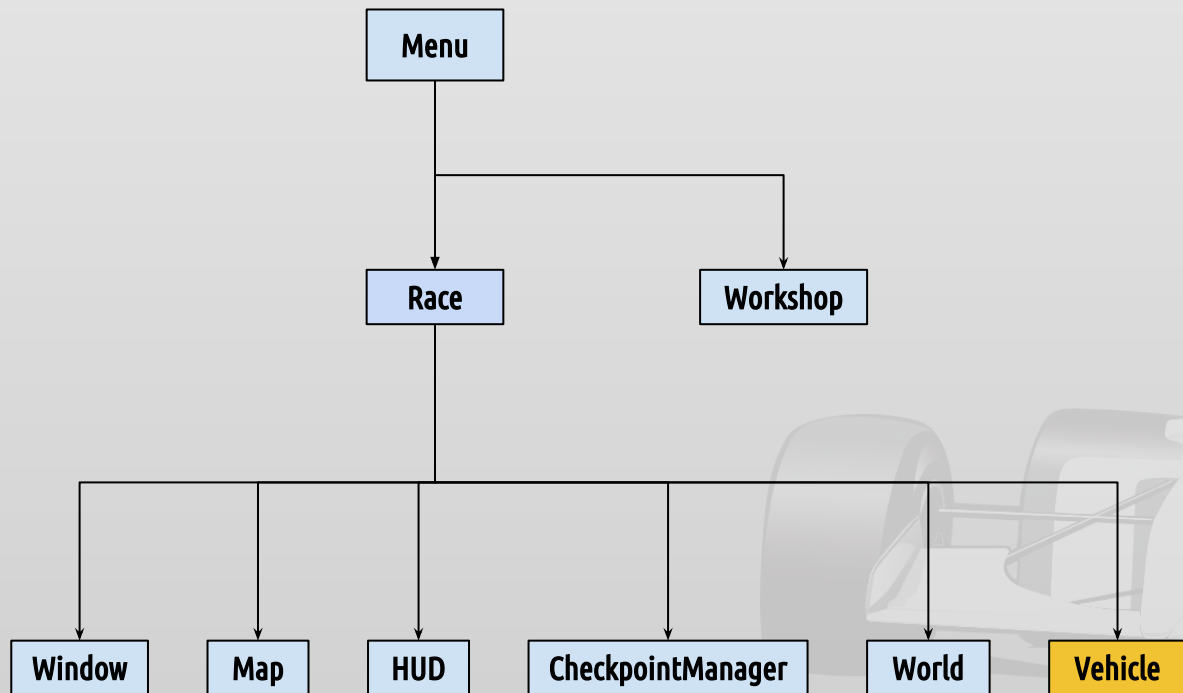 Menu
Race
Workshop
Window
Map
HUD
CheckpointManager
World
Vehicle